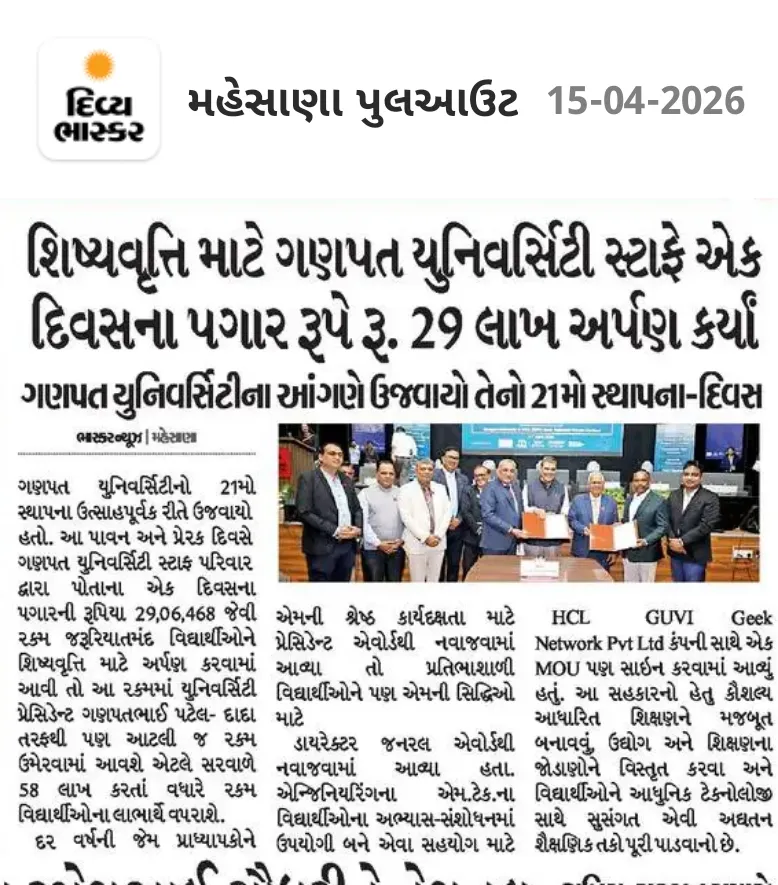 દિવ્ય
ભાસ્કર
મહેસાણા પુલઆઉટ 15-04-2026
શિષ્યવૃત્તિ માટે ગણપત યુનિવર્સિટી સ્ટાફે એક
દિવસના પગાર રૂપે રૂ. 29 લાખ અર્પણ કર્યાં
ગણપત યુનિવર્સિટીના આંગણે ઉજવાયો તેનો 21મો સ્થાપના-દિવસ
ભાસ્કર ન્યૂઝ | મહેસાણા
ગણપત યુનિવર્સિટીનો 21મો
સ્થાપના ઉત્સાહપૂર્વક રીતે ઉજવાયો
હતો. આ પાવન અને પ્રેરક દિવસે
ગણપત યુનિવર્સિટી સ્ટાફ પરિવાર
દ્વારા પોતાના એક દિવસના
પગારની રૂપિયા 29,06,468 જેવી
રકમ જરૂરિયાતમંદ વિદ્યાર્થીઓને
શિષ્યવૃત્તિ માટે અર્પણ કરવામાં
આવી તો આ રકમમાં યુનિવર્સિટી
પ્રેસિડેન્ટ ગણપતભાઈ પટેલ- દાદા
તરફથી પણ આટલી જ રકમ
ઉમેરવામાં આવશે એટલે સરવાળે
58 લાખ કરતાં વધારે રકમ
વિદ્યાર્થીઓના લાભાર્થે વપરાશે.
દર વર્ષની જેમ પ્રાધ્યાપકોને
એમની શ્રેષ્ઠ કાર્યદક્ષતા માટે
પ્રેસિડેન્ટ એવોર્ડથી નવાજવામાં
આવ્યા તો પ્રતિભાશાળી
વિદ્યાર્થીઓને પણ એમની સિદ્ધિઓ
માટે
ડાયરેક્ટર જનરલ એવોર્ડથી
નવાજવામાં આવ્યા હતા.
એન્જિનિયરિંગના એમ.ટેક.ના
વિદ્યાર્થીઓના અભ્યાસ-સંશોધનમાં
ઉપયોગી બને એવા સહયોગ માટે
HCL GUVI Geek
Network Pvt Ltd કંપની સાથે એક
MOU પણ સાઇન કરવામાં આવ્યું
હતું. આ સહકારનો હેતુ કૌશલ્ય
આધારિત શિક્ષણને મજબૂત
બનાવવું, ઉદ્યોગ અને શિક્ષણના
જોડાણોને વિસ્તૃત કરવા અને
વિદ્યાર્થીઓને આધુનિક ટેક્નોલોજી
સાથે સુસંગત એવી અદ્યતન
શૈક્ષણિક તકો પૂરી પાડવાનો છે.